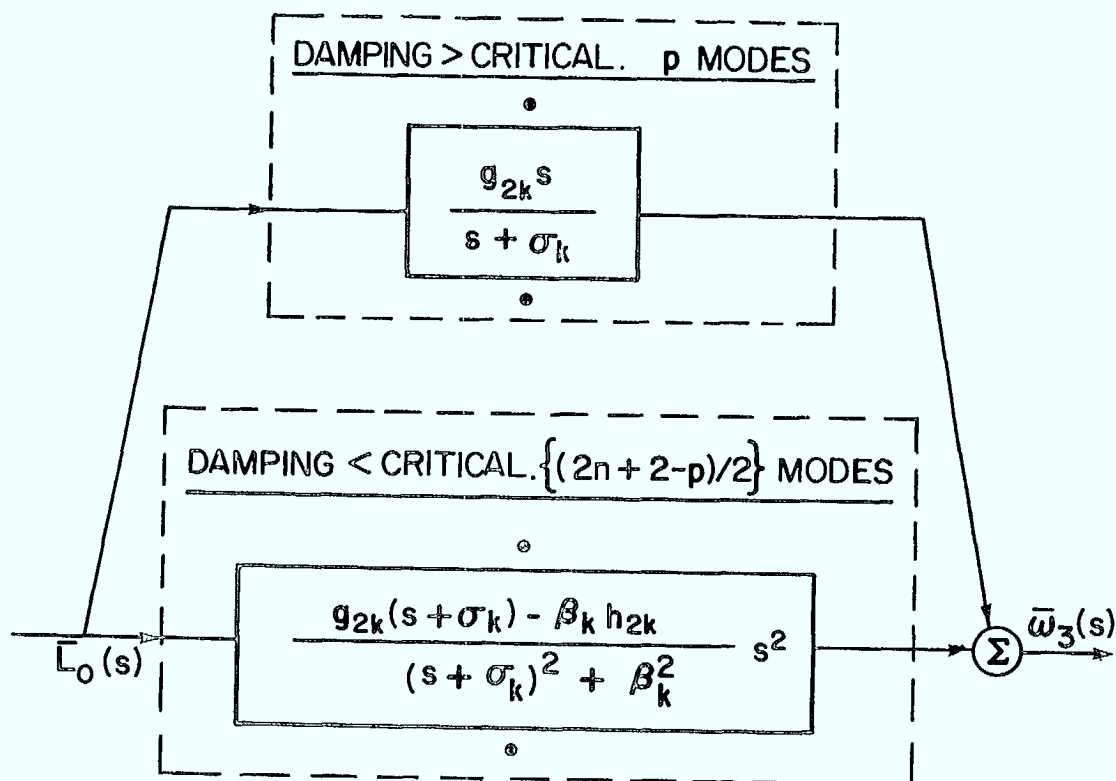 DAMPING > CRITICAL. p MODES
g₂ₖ s
s + σₖ
DAMPING < CRITICAL. {(2n + 2 - p)/2} MODES
g₂ₖ(s + σₖ) - βₖ h₂ₖ
(s + σₖ)² + βₖ²
s²
L̅₀(s)
Σ
ω̅₃(s)